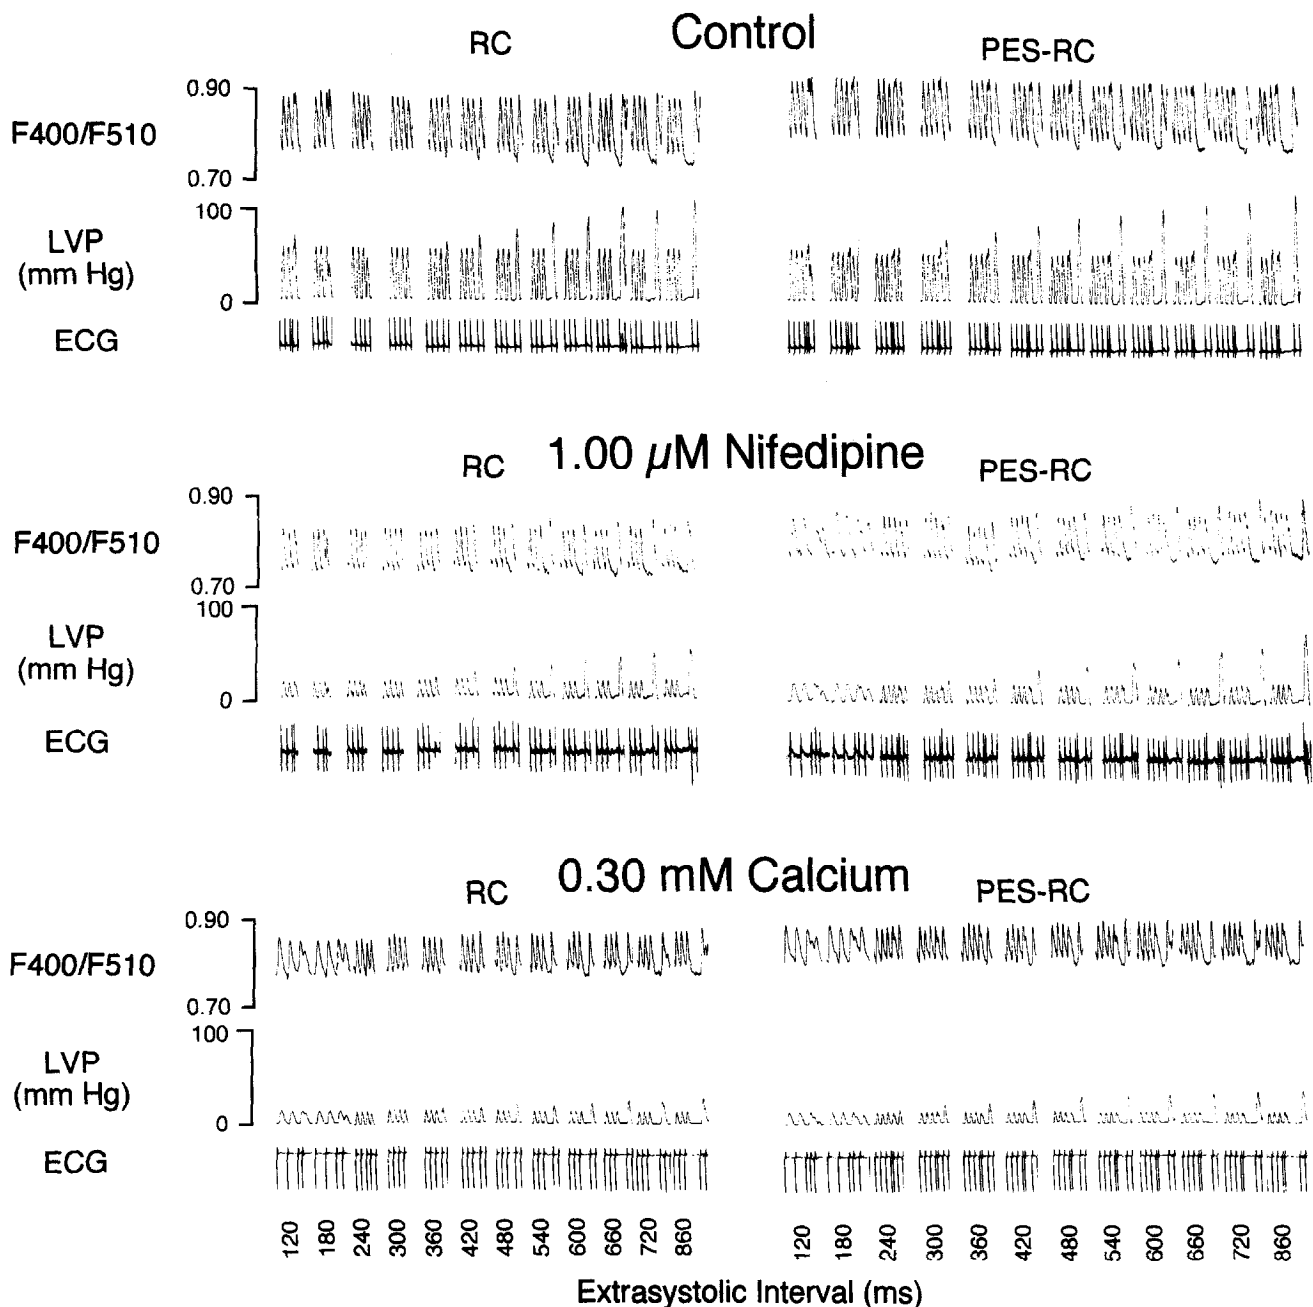 Control
RC
PES-RC
0.90
F400/F510
0.70
100
LVP
(mm Hg)
0
ECG
1.00 µM Nifedipine
RC
PES-RC
0.90
F400/F510
0.70
100
LVP
(mm Hg)
0
ECG
0.30 mM Calcium
RC
PES-RC
0.90
F400/F510
0.70
100
LVP
(mm Hg)
0
ECG
120 180 240 300 360 420 480 540 600 660 720 860
120 180 240 300 360 420 480 540 600 660 720 860
Extrasystolic Interval (ms)